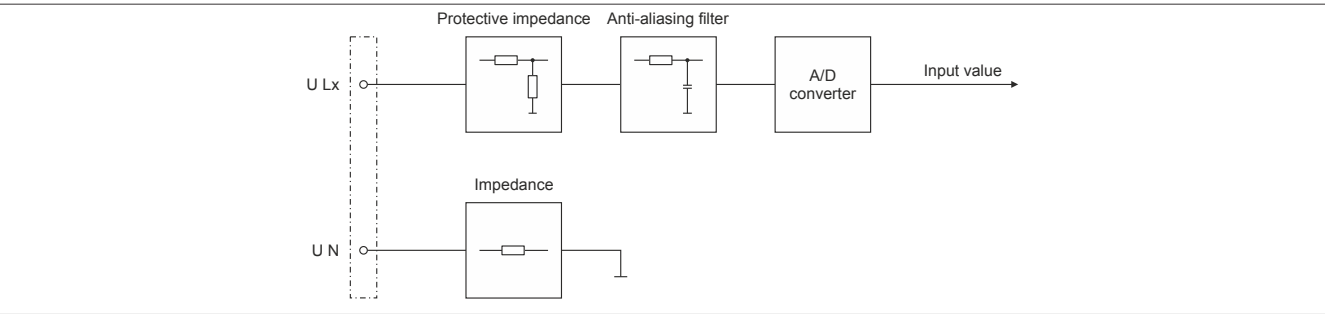 Protective impedance
Anti-aliasing filter
U Lx
A/D
converter
Input value
Impedance
U N